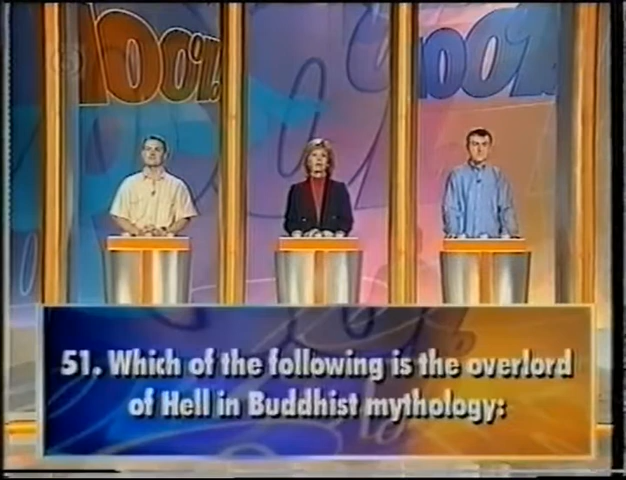 100%
100%
51. Which of the following is the overlord
of Hell in Buddhist mythology: